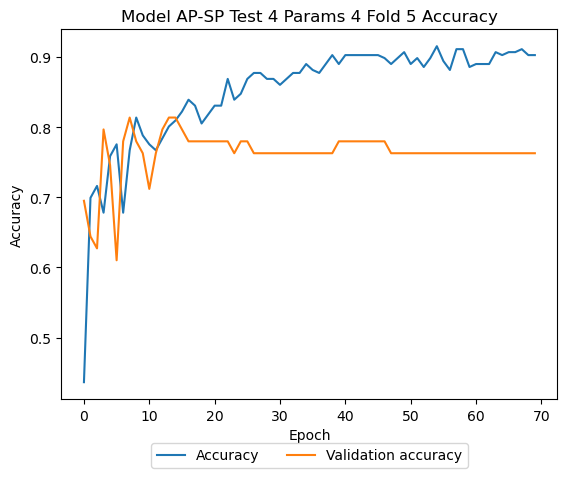 Model AP-SP Test 4 Params 4 Fold 5 Accuracy
Accuracy
0.9
0.8
0.7
0.6
0.5
0 10 20 30 40 50 60 70
Epoch
Accuracy Validation accuracy